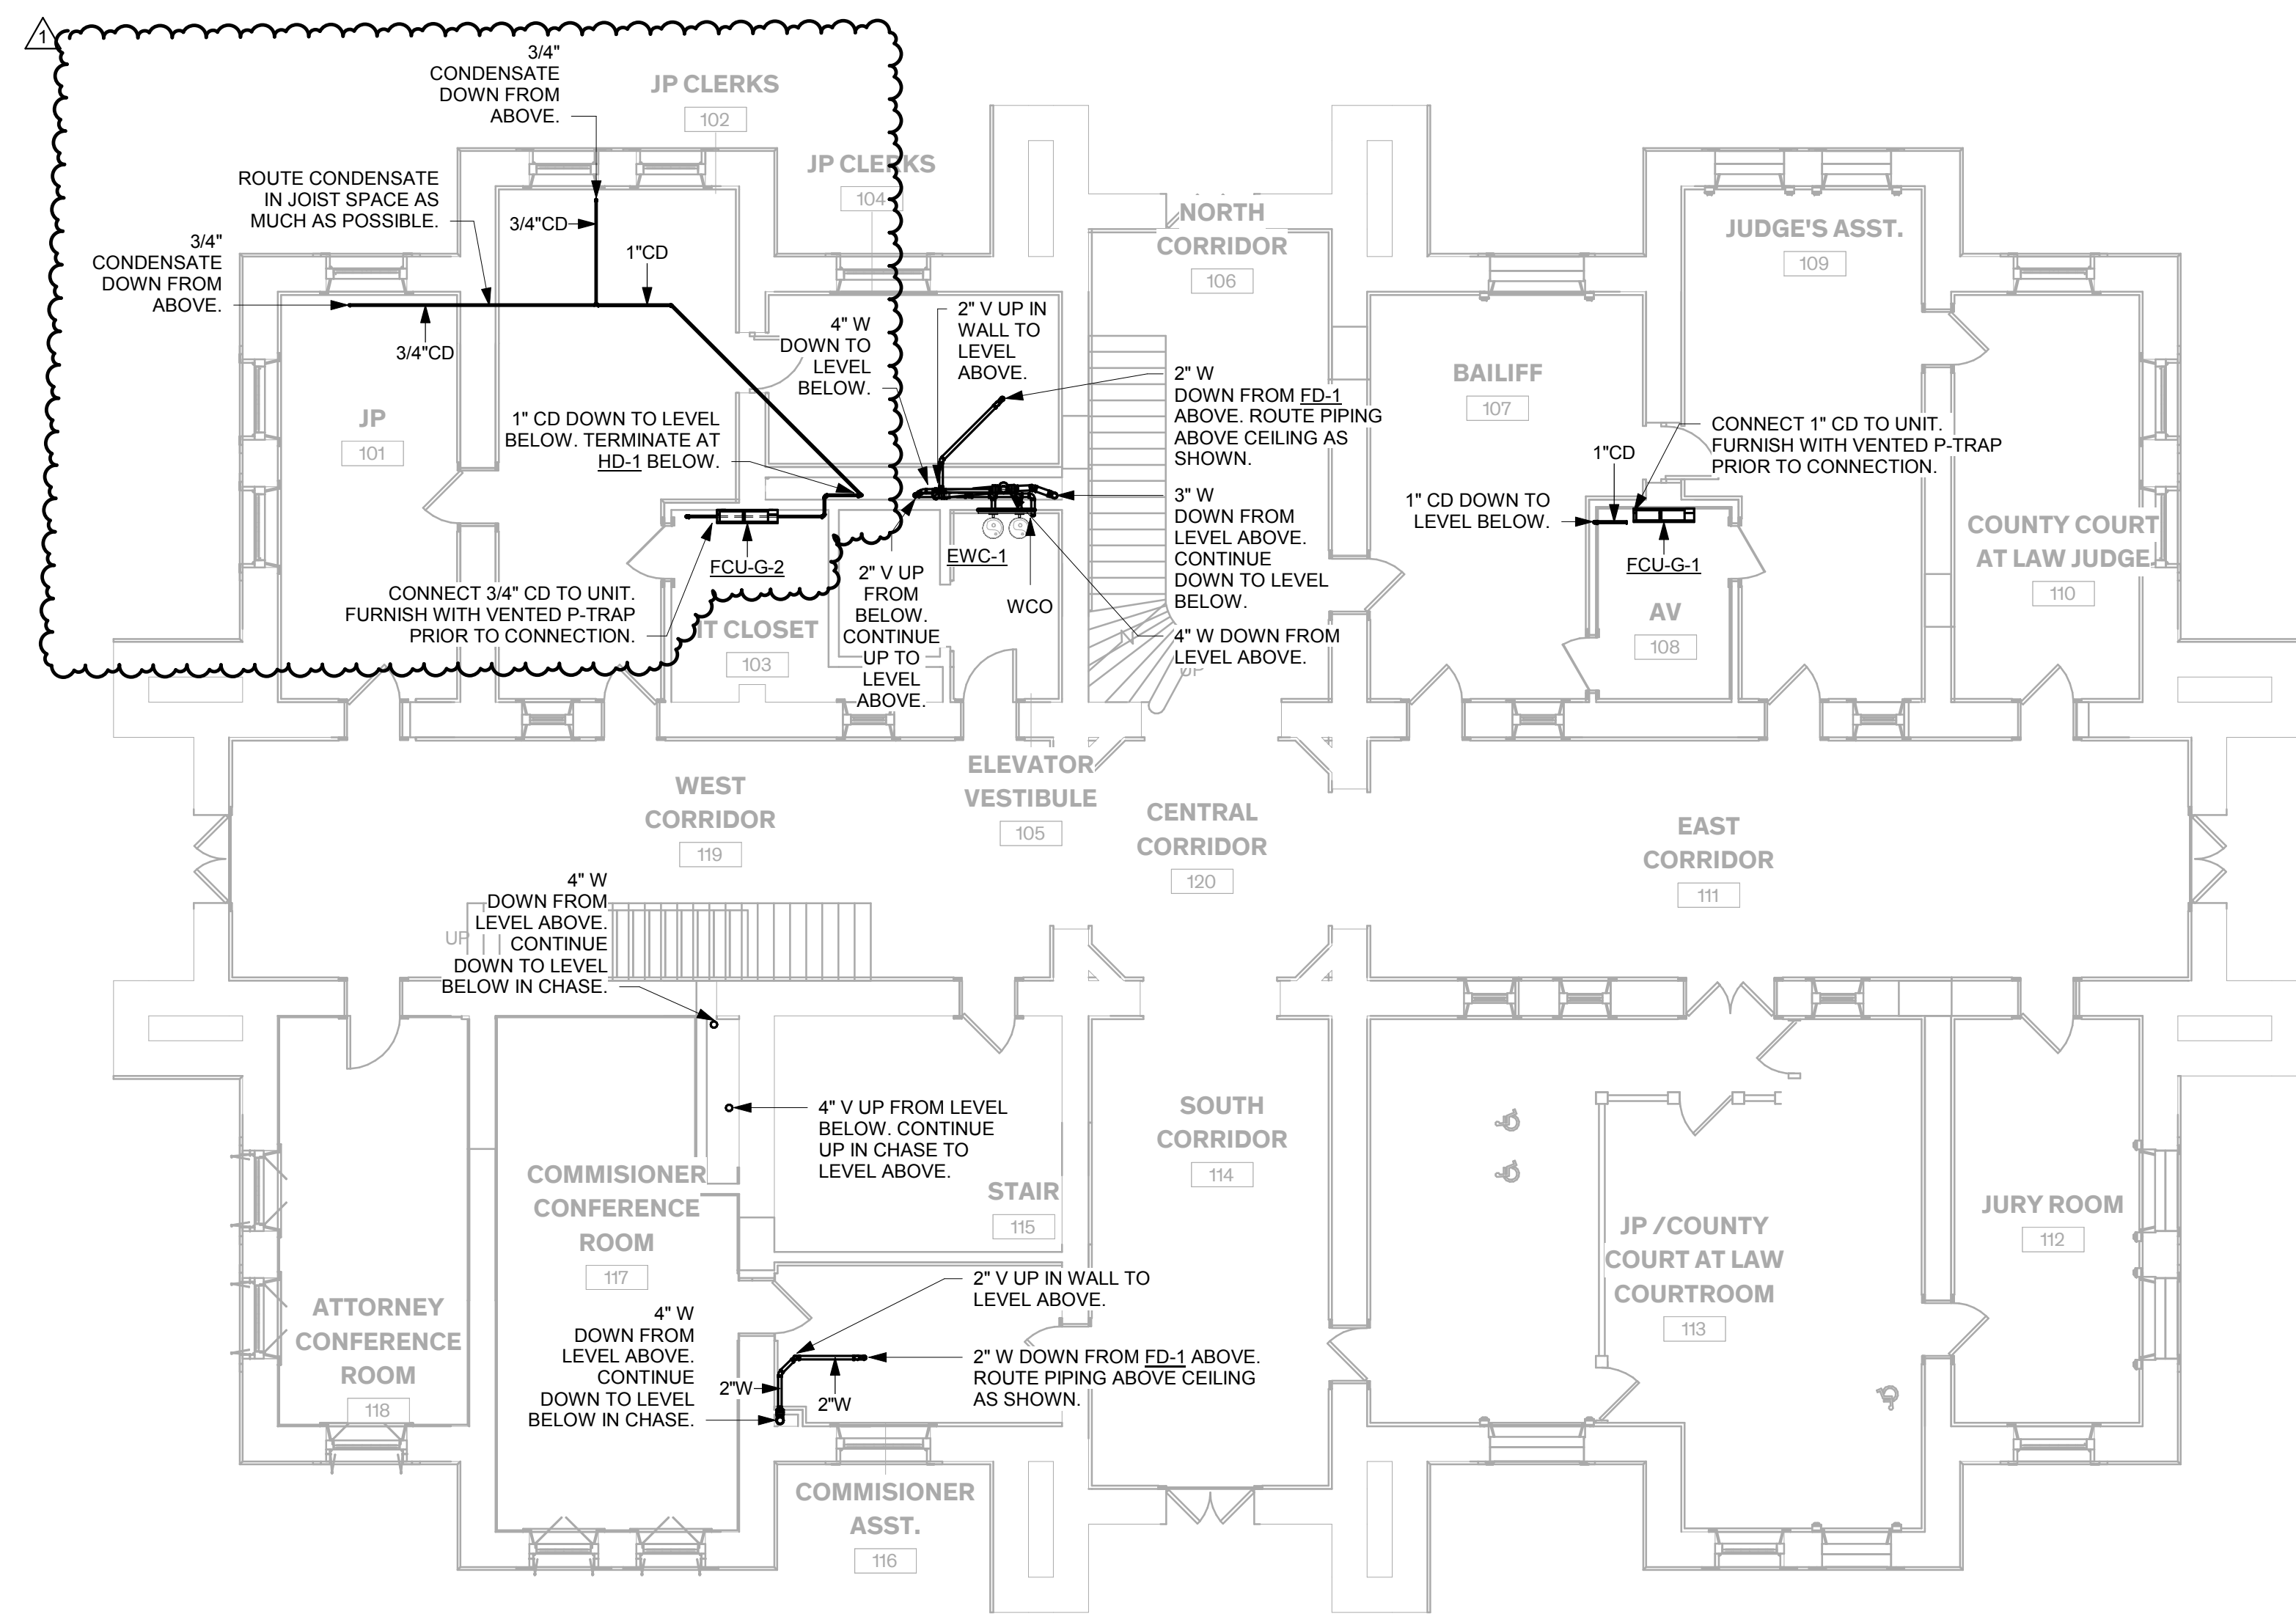 1
3/4"
CONDENSATE
DOWN FROM
ABOVE.
JP CLERKS
102
JP CLERKS
104
ROUTE CONDENSATE
IN JOIST SPACE AS
MUCH AS POSSIBLE.
3/4"CD
1"CD
3/4"
CONDENSATE
DOWN FROM
ABOVE.
3/4"CD
JP
101
4" W
DOWN TO
LEVEL
BELOW.
2" V UP IN
WALL TO
LEVEL
ABOVE.
1" CD DOWN TO LEVEL
BELOW. TERMINATE AT
HD-1 BELOW.
FCU-G-2
CONNECT 3/4" CD TO UNIT.
FURNISH WITH VENTED P-TRAP
PRIOR TO CONNECTION.
IT CLOSET
103
2" V UP
FROM
BELOW.
CONTINUE
UP TO
LEVEL
ABOVE.
EWC-1
WCO
NORTH
CORRIDOR
106
2" W
DOWN FROM FD-1
ABOVE. ROUTE PIPING
ABOVE CEILING AS
SHOWN.
3" W
DOWN FROM
LEVEL ABOVE.
CONTINUE
DOWN TO LEVEL
BELOW.
4" W DOWN FROM
LEVEL ABOVE.
UP
BAILIFF
107
JUDGE'S ASST.
109
CONNECT 1" CD TO UNIT.
FURNISH WITH VENTED P-TRAP
PRIOR TO CONNECTION.
1"CD
1" CD DOWN TO
LEVEL BELOW.
FCU-G-1
AV
108
COUNTY COURT
AT LAW JUDGE
110
WEST
CORRIDOR
119
ELEVATOR
VESTIBULE
105
CENTRAL
CORRIDOR
120
EAST
CORRIDOR
111
4" W
DOWN FROM
LEVEL ABOVE.
CONTINUE
DOWN TO LEVEL
BELOW IN CHASE.
UP
4" V UP FROM LEVEL
BELOW. CONTINUE
UP IN CHASE TO
LEVEL ABOVE.
SOUTH
CORRIDOR
114
COMMISIONER
CONFERENCE
ROOM
117
STAIR
115
JP /COUNTY
COURT AT LAW
COURTROOM
113
JURY ROOM
112
ATTORNEY
CONFERENCE
ROOM
118
2" V UP IN WALL TO
LEVEL ABOVE.
4" W
DOWN FROM
LEVEL ABOVE.
CONTINUE
DOWN TO LEVEL
BELOW IN CHASE.
2"W
2"W
2" W DOWN FROM FD-1 ABOVE.
ROUTE PIPING ABOVE CEILING
AS SHOWN.
COMMISIONER
ASST.
116